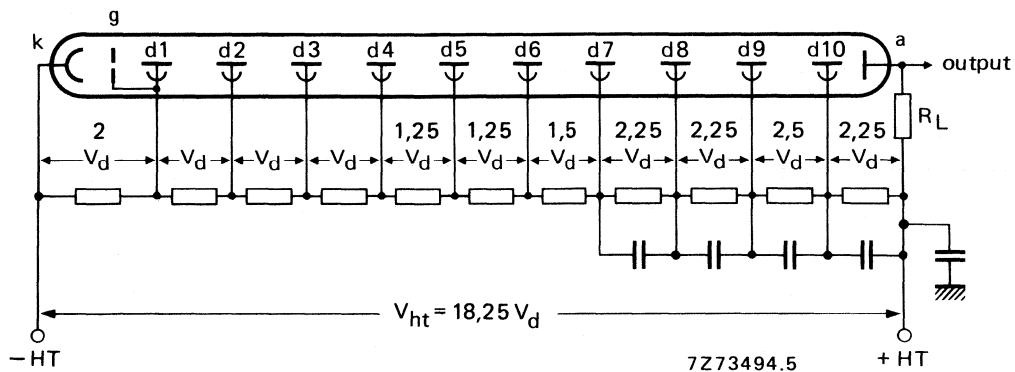 g
k d1 d2 d3 d4 d5 d6 d7 d8 d9 d10 a
output
R_L
2 1,25 1,25 1,5 2,25 2,25 2,5 2,25
V_d V_d V_d V_d V_d V_d V_d V_d V_d V_d V_d
V_ht = 18,25 V_d
−HT +HT
7Z73494.5